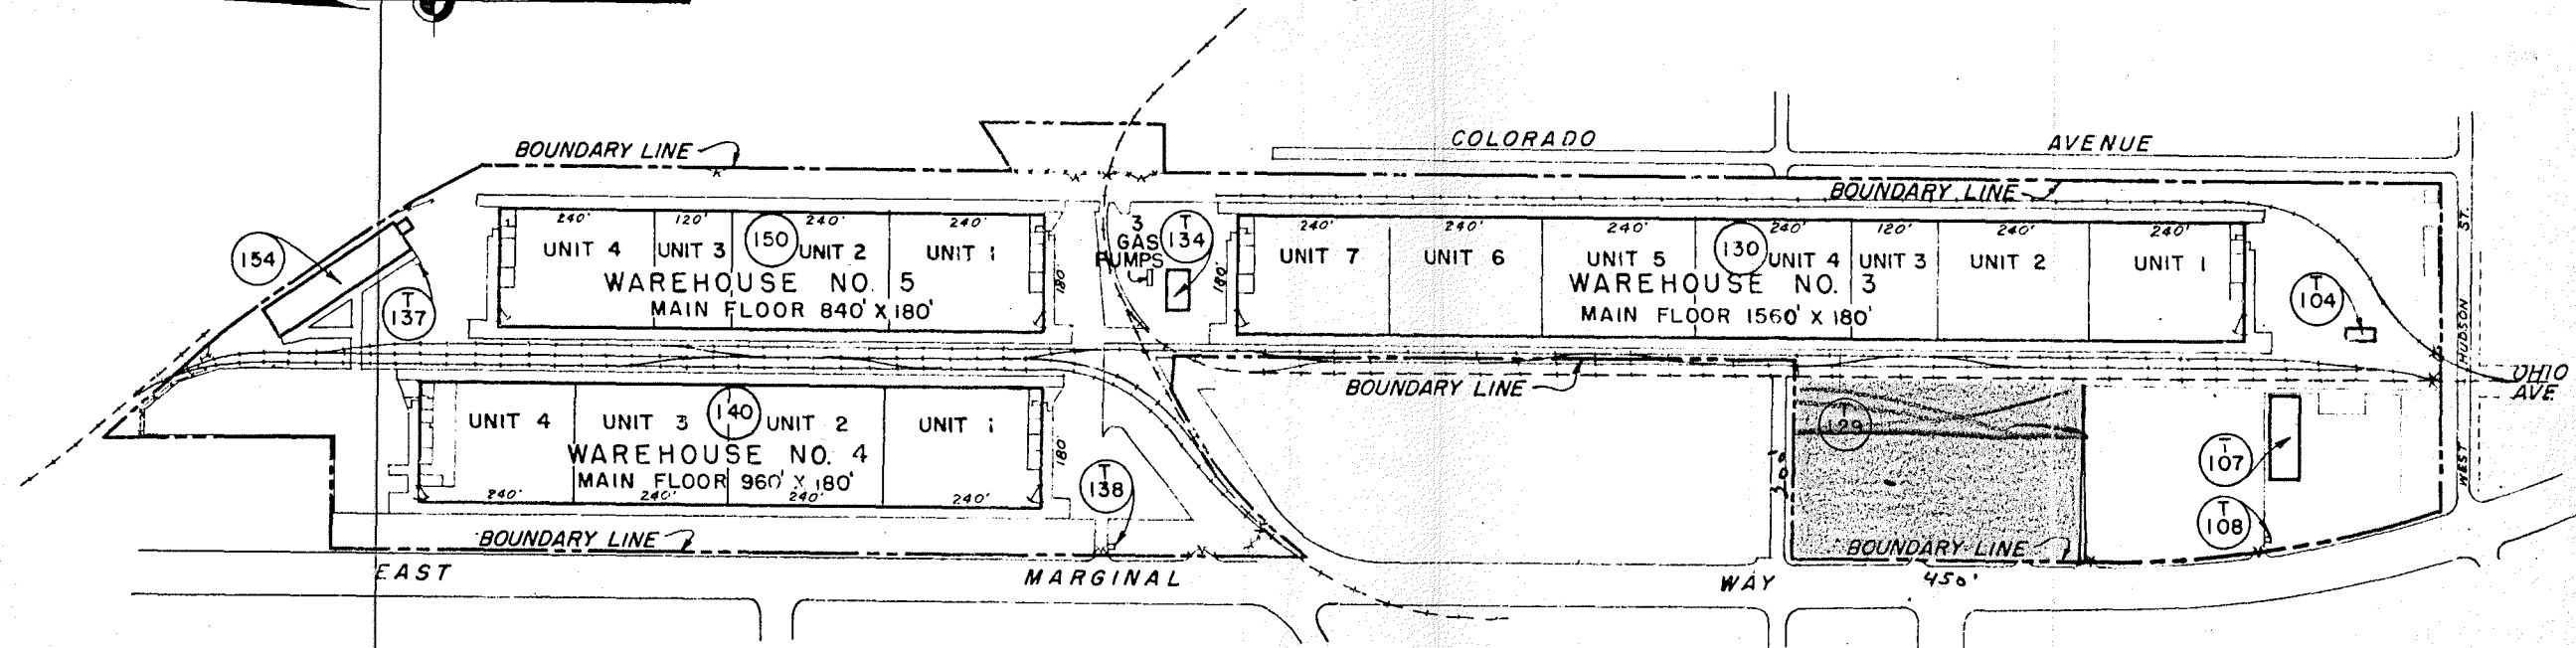 COLORADO AVENUE
BOUNDARY LINE
BOUNDARY LINE
240' 120' 240' 240'
150
UNIT 4 UNIT 3 UNIT 2 UNIT 1
WAREHOUSE NO. 5
MAIN FLOOR 840' X 180'
180'
154
T
137
3
GAS
PUMPS
T
134
180'
240' 240' 240' 240' 120' 240' 240'
130
UNIT 7 UNIT 6 UNIT 5 UNIT 4 UNIT 3 UNIT 2 UNIT 1
WAREHOUSE NO. 3
MAIN FLOOR 1560' X 180'
T
104
WEST HUDSON ST.
OHIO
AVE
BOUNDARY LINE
140
UNIT 4 UNIT 3 UNIT 2 UNIT 1
WAREHOUSE NO. 4
MAIN FLOOR 960' X 180'
240' 240' 240' 240'
180'
T
138
T
129
T
107
T
108
BOUNDARY LINE
BOUNDARY LINE
EAST MARGINAL WAY
450'